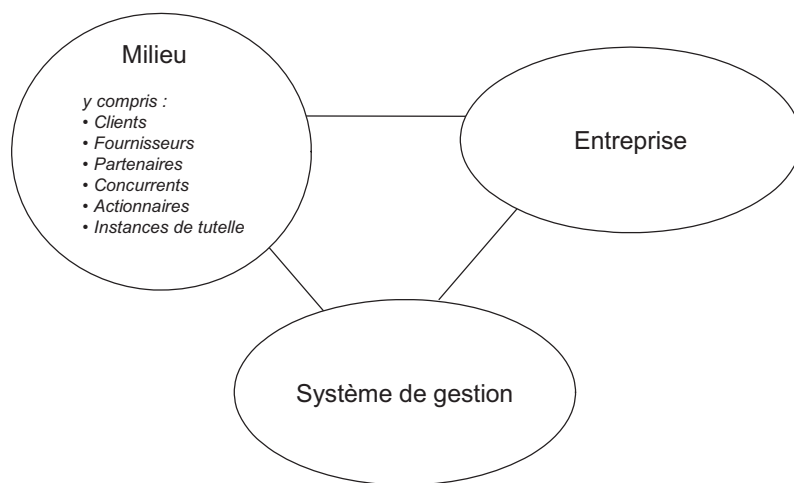 Milieu
y compris :
• Clients
• Fournisseurs
• Partenaires
• Concurrents
• Actionnaires
• Instances de tutelle
Entreprise
Système de gestion